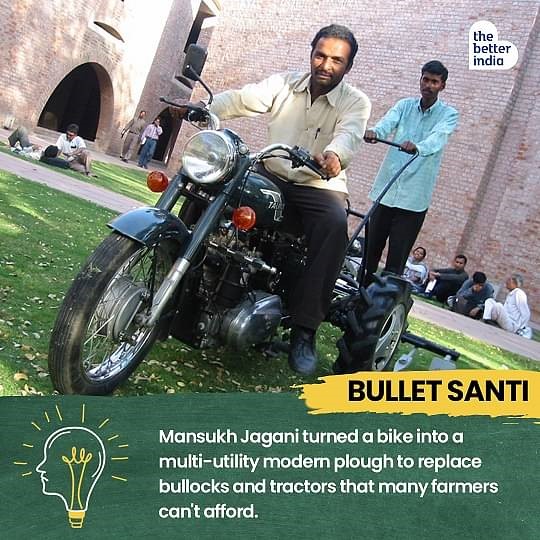 the
better
india
BULLET SANTI
Mansukh Jagani turned a bike into a
multi-utility modern plough to replace
bullocks and tractors that many farmers
can't afford.